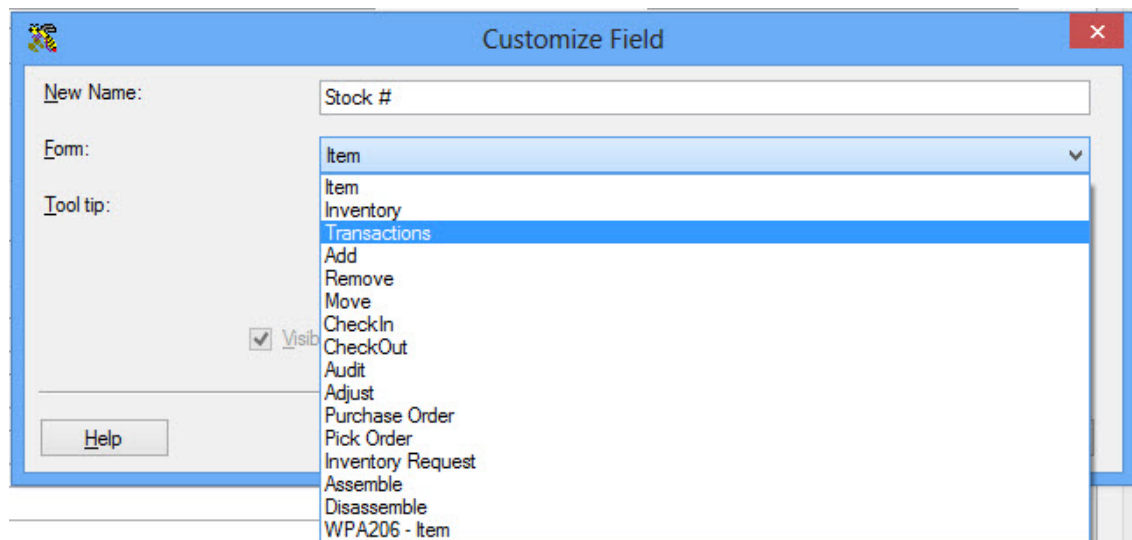 Customize Field
New Name:
Stock #
Form:
Item
Tool tip:
Item
Inventory
Transactions
Add
Remove
Move
CheckIn
CheckOut
Audit
Adjust
Purchase Order
Pick Order
Inventory Request
Assemble
Disassemble
WPA206 - Item
Help